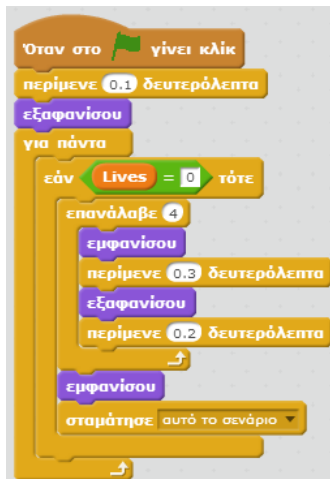 Όταν στο γίνει κλικ
περίμενε 0.1 δευτερόλεπτα
εξαφανίσου
για πάντα
εάν Lives = 0 τότε
επανάλαβε 4
εμφανίσου
περίμενε 0.3 δευτερόλεπτα
εξαφανίσου
περίμενε 0.2 δευτερόλεπτα
εμφανίσου
σταμάτησε αυτό το σενάριο